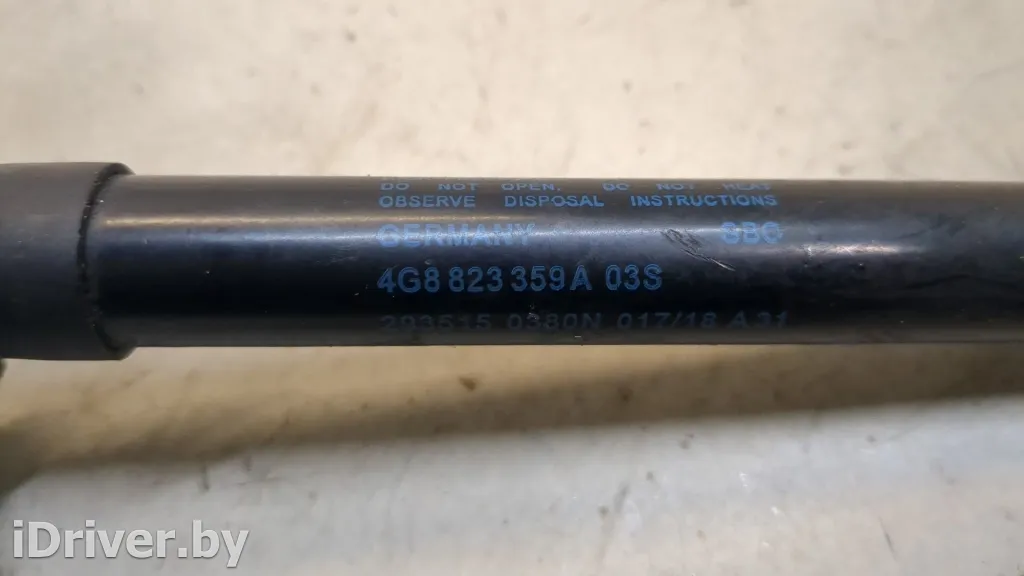 DO NOT OPEN. DO NOT HEAT
OBSERVE DISPOSAL INSTRUCTIONS
GERMANY SBC
4G8 823 359A 03S
293515 0380N 017/18 A31
iDriver.by